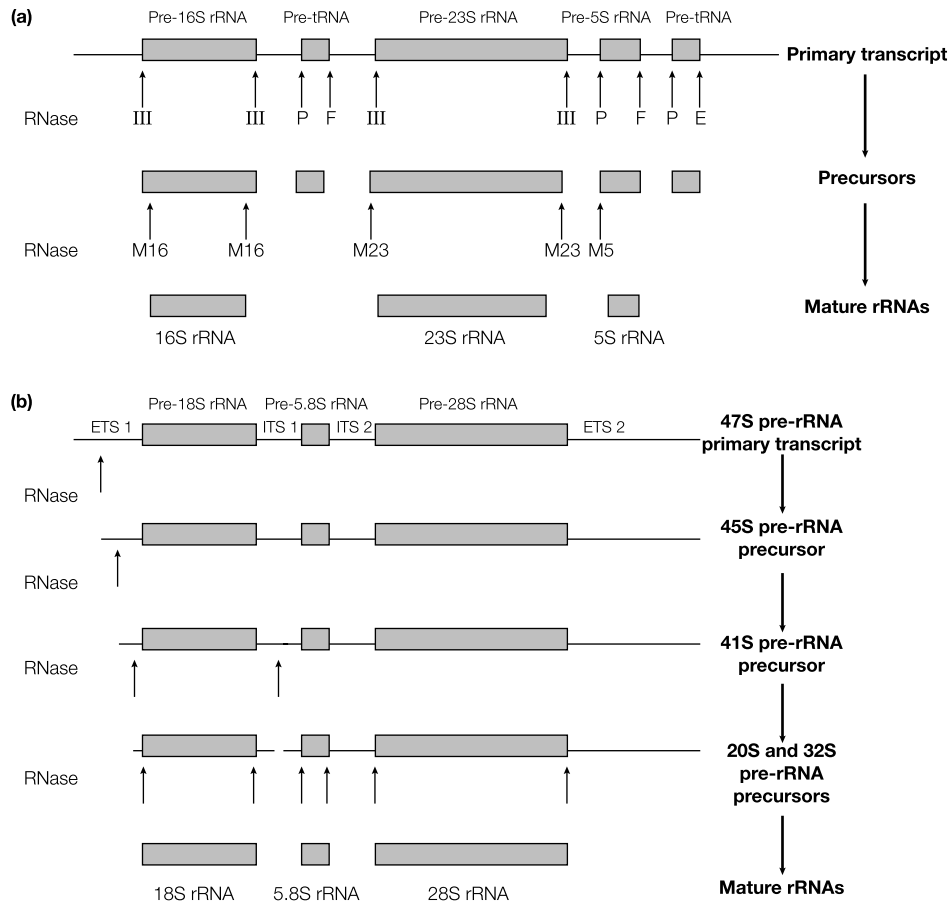 (a)
Pre-16S rRNA Pre-tRNA Pre-23S rRNA Pre-5S rRNA Pre-tRNA
Primary transcript
RNase III III P F III III P F P E
Precursors
RNase M16 M16 M23 M23 M5
Mature rRNAs
16S rRNA 23S rRNA 5S rRNA
(b)
Pre-18S rRNA Pre-5.8S rRNA Pre-28S rRNA
ETS 1 ITS 1 ITS 2 ETS 2
47S pre-rRNA
primary transcript
RNase
45S pre-rRNA
precursor
RNase
41S pre-rRNA
precursor
RNase
20S and 32S
pre-rRNA
precursors
RNase
18S rRNA 5.8S rRNA 28S rRNA
Mature rRNAs